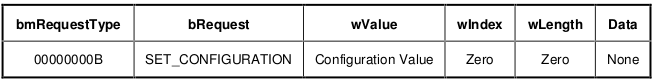 bmRequestType bRequest wValue wIndex wLength Data
00000000B SET_CONFIGURATION Configuration Value Zero Zero None